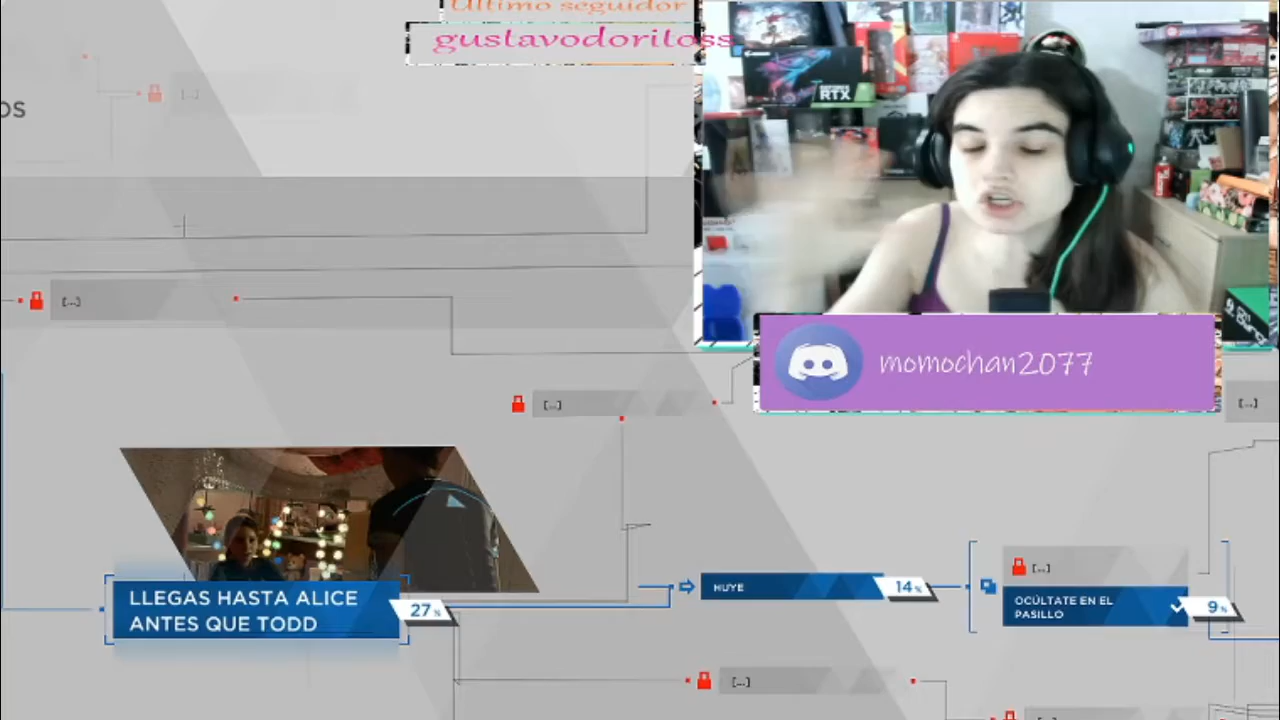 Último seguidor
gustavodoritoss
OS
[...]
RTX
[...]
[...]
momochan2077
[...]
LLEGAS HASTA ALICE
ANTES QUE TODD
27%
HUYE
14%
[...]
OCÚLTATE EN EL
PASILLO
9%
[...]
[...]